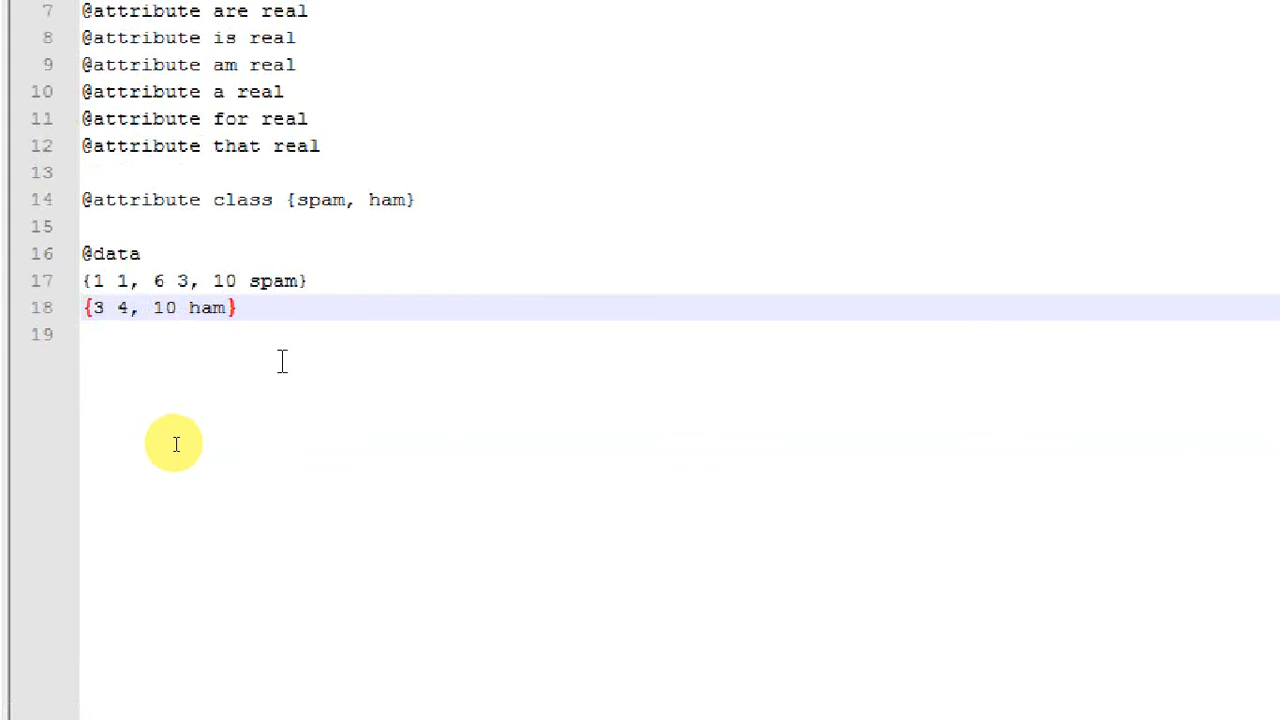 7 @attribute are real
8 @attribute is real
9 @attribute am real
10 @attribute a real
11 @attribute for real
12 @attribute that real
13
14 @attribute class {spam, ham}
15
16 @data
17 {1 1, 6 3, 10 spam}
18 {3 4, 10 ham}
19